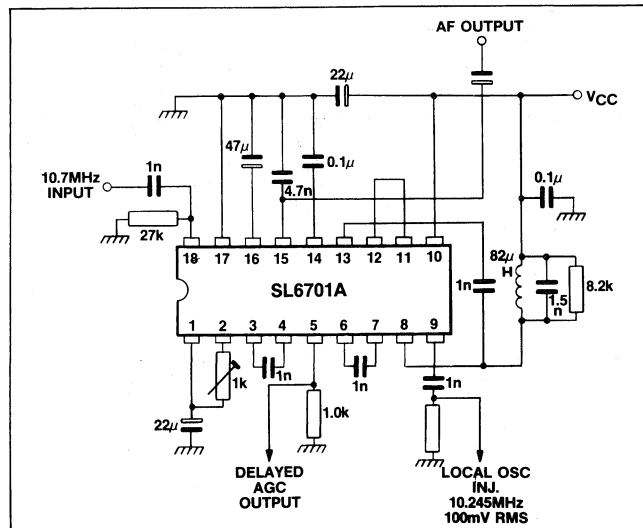 AF OUTPUT
22μ
VCC
47μ
0.1μ
10.7MHz
INPUT
1n
4.7n
0.1μ
27k
18 17 16 15 14 13 12 11 10
1n
82μ
H
1.5
n
8.2k
SL6701A
1 2 3 4 5 6 7 8 9
1k
1n
1n
1n
22μ
1.0k
DELAYED
AGC
OUTPUT
LOCAL OSC
INJ.
10.245MHz
100mV RMS